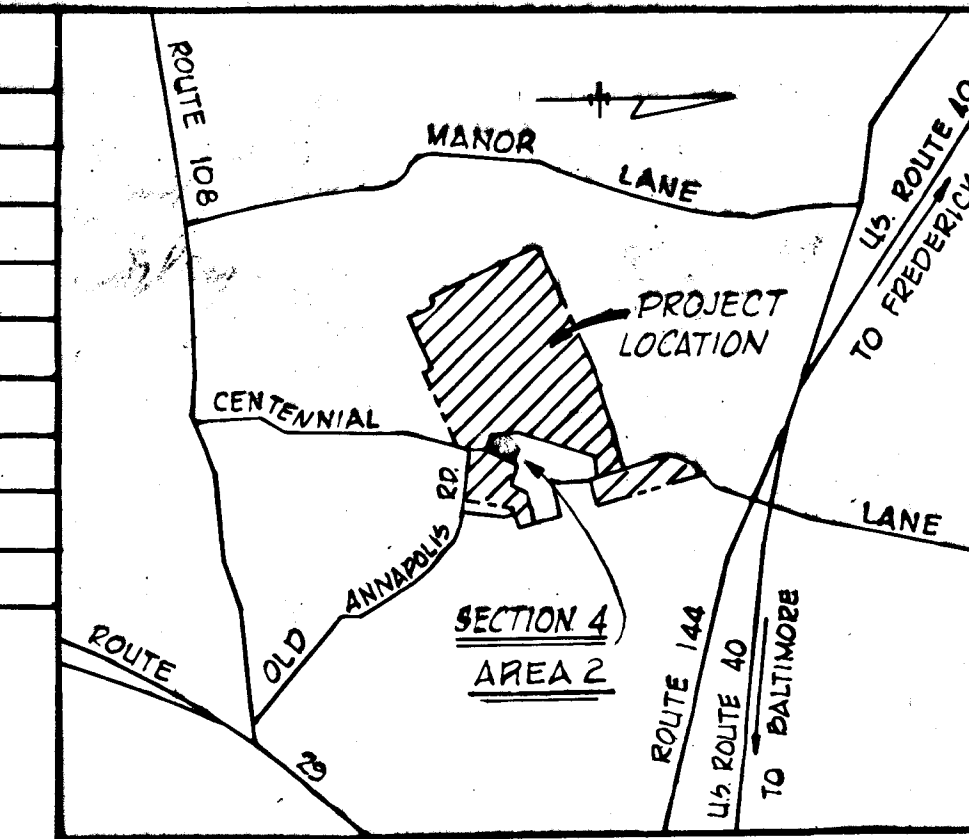 ROUTE 108
MANOR
LANE
U.S. ROUTE 40
TO FREDERICK
PROJECT
LOCATION
CENTENNIAL
RD.
LANE
ANNAPOLIS
OLD
SECTION 4
AREA 2
ROUTE
29
ROUTE 144
U.S. ROUTE 40
TO BALTIMORE